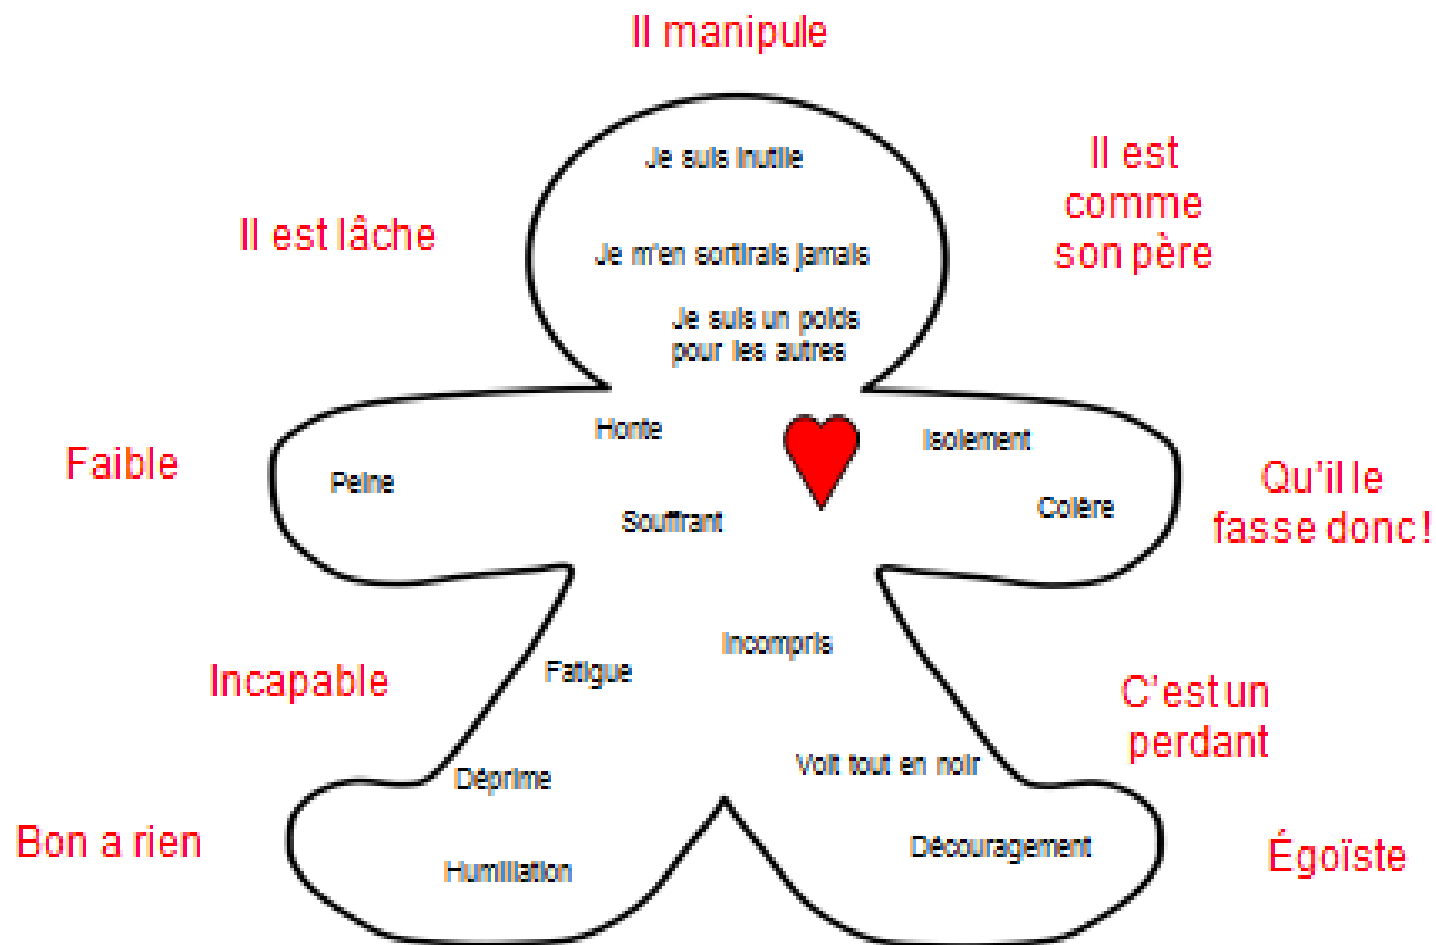 Il manipule
Je suis inutile
Il est
comme
son père
Il est lâche
Je m'en sortirais jamais
Je suis un poids
pour les autres
Honte
Isolement
Faible
Peine
Colère
Qu'il le
fasse donc!
Souffrant
Incompris
Fatigue
Incapable
C'est un
perdant
Voit tout en noir
Déprime
Bon a rien
Découragement
Égoïste
Humiliation